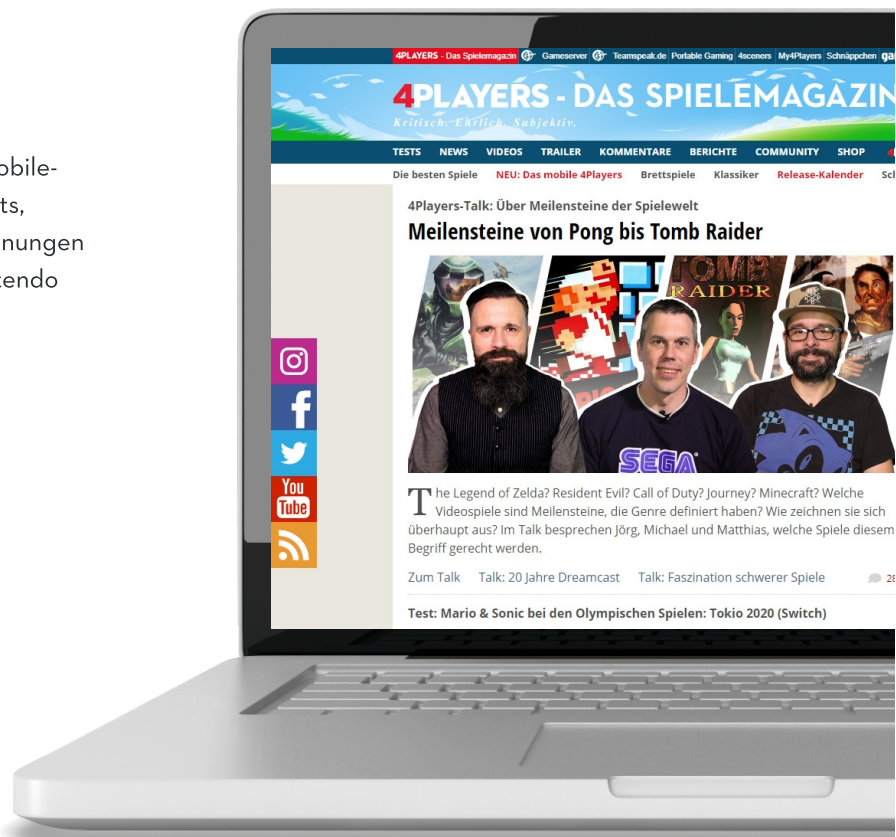 obile-
ts,
nungen
tendo
4PLAYERS - Das Spielemagazin Gameserver Teamspeak.de Portable Gaming 4sceners My4Players Schnäppchen
4PLAYERS - DAS SPIELEMAGAZIN
Kritisch. Ehrlich. Subjektiv.
TESTS NEWS VIDEOS TRAILER KOMMENTARE BERICHTE COMMUNITY SHOP
Die besten Spiele NEU: Das mobile 4Players Brettspiele Klassiker Release-Kalender
4Players-Talk: Über Meilensteine der Spielewelt
Meilensteine von Pong bis Tomb Raider
TOMB
RAIDER
SEGA
You
Tube
The Legend of Zelda? Resident Evil? Call of Duty? Journey? Minecraft? Welche
Videospiele sind Meilensteine, die Genre definiert haben? Wie zeichnen sie sich
überhaupt aus? Im Talk besprechen Jörg, Michael und Matthias, welche Spiele diesem
Begriff gerecht werden.
Zum Talk Talk: 20 Jahre Dreamcast Talk: Faszination schwerer Spiele 28
Test: Mario & Sonic bei den Olympischen Spielen: Tokio 2020 (Switch)